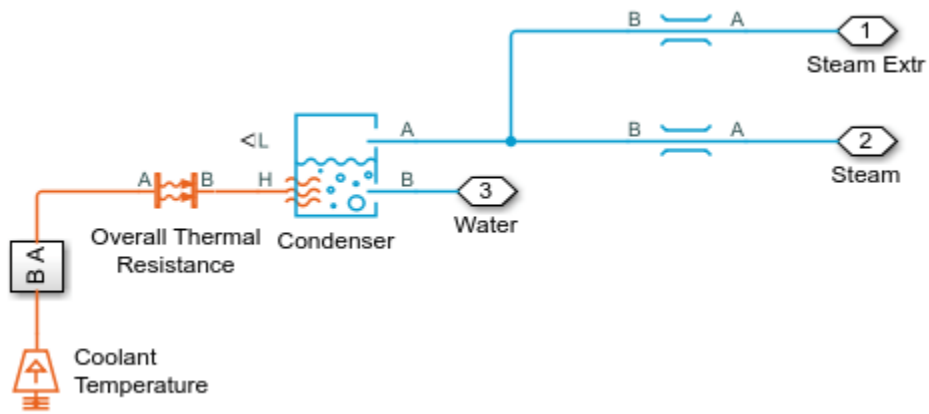 B A 1
Steam Extr
◁L A B A 2
Steam
A B H B 3
Water
Overall Thermal
Resistance
Condenser
B A
Coolant
Temperature